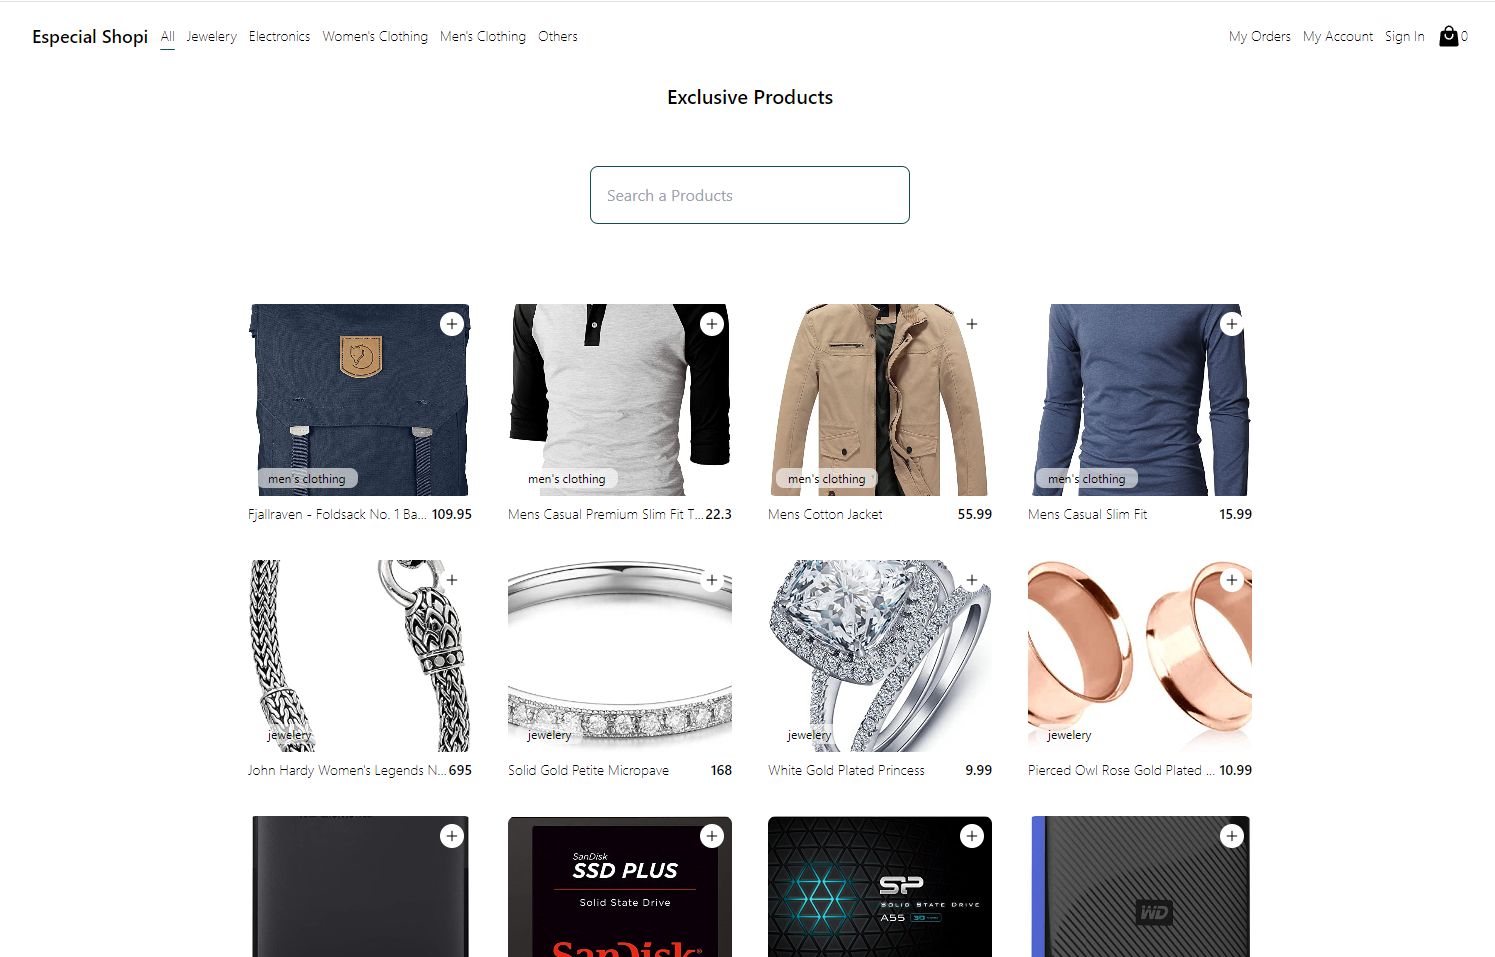 Especial Shopi All Jewelery Electronics Women's Clothing Men's Clothing Others My Orders My Account Sign In 0
Exclusive Products
Search a Products
men's clothing
Fjallraven - Foldsack No. 1 Ba... 109.95
men's clothing
Mens Casual Premium Slim Fit T... 22.3
men's clothing
Mens Cotton Jacket 55.99
men's clothing
Mens Casual Slim Fit 15.99
jewelery
John Hardy Women's Legends N... 695
jewelery
Solid Gold Petite Micropave 168
jewelery
White Gold Plated Princess 9.99
jewelery
Pierced Owl Rose Gold Plated ... 10.99
SanDisk
SSD PLUS
Solid State Drive
SanDisk
SP
SOLID STATE DRIVE
A55
WD